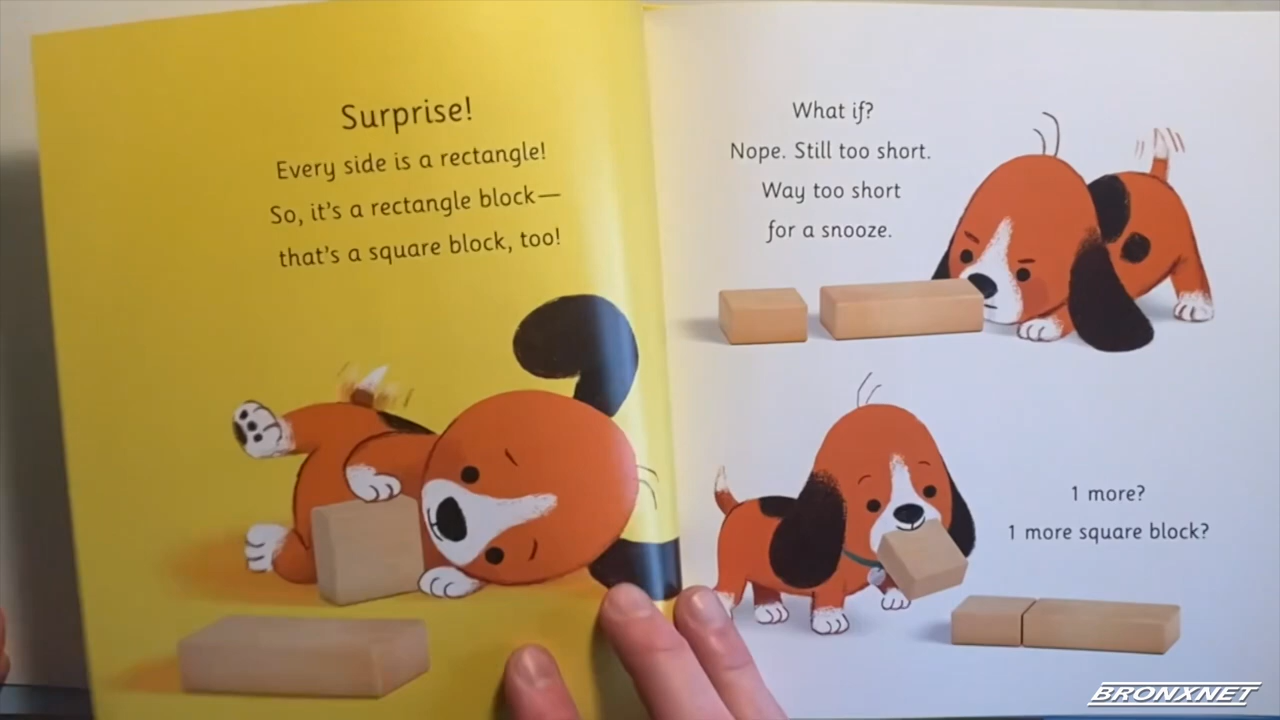 Surprise!
Every side is a rectangle!
So, it's a rectangle block—
that's a square block, too!
What if?
Nope. Still too short.
Way too short
for a snooze.
1 more?
1 more square block?
BRONXNET